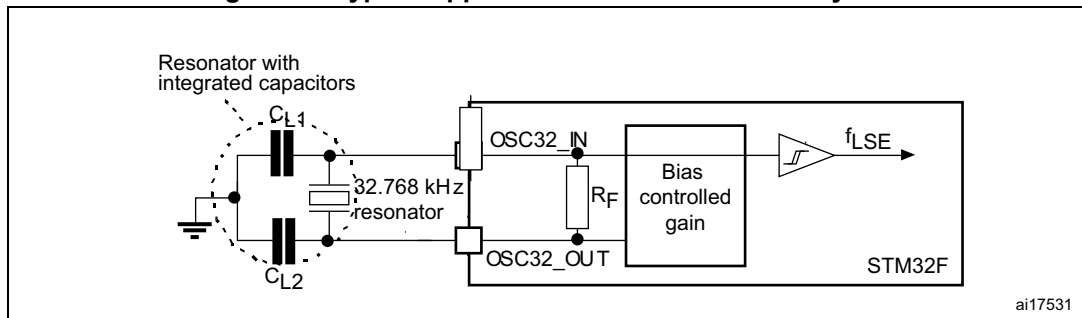 Resonator with
integrated capacitors
CL1
OSC32_IN
fLSE
Bias
controlled
gain
32.768 kHz
resonator
RF
OSC32_OUT
STM32F
CL2
ai17531